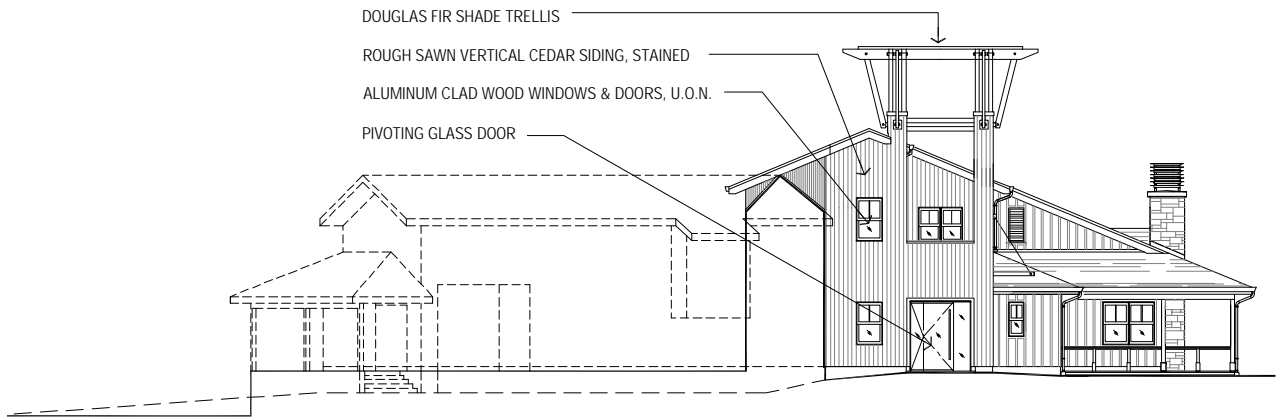 DOUGLAS FIR SHADE TRELLIS
ROUGH SAWN VERTICAL CEDAR SIDING, STAINED
ALUMINUM CLAD WOOD WINDOWS & DOORS, U.O.N.
PIVOTING GLASS DOOR